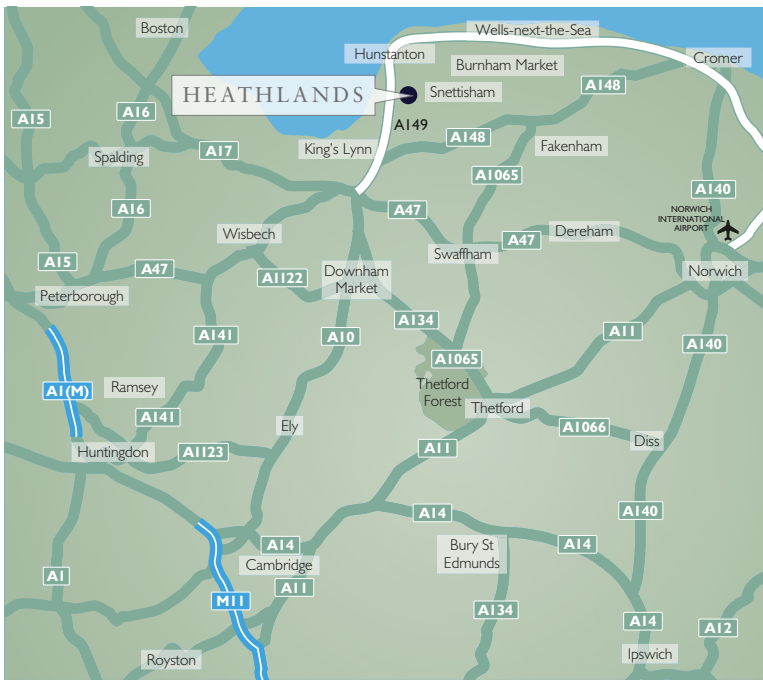 Boston
Wells-next-the-Sea
Hunstanton
Cromer
Burnham Market
A148
HEATHLANDS
Snettisham
A16
A15
A149
A148
Fakenham
King's Lynn
A17
Spalding
A1065
A140
A16
A47
NORWICH
INTERNATIONAL
AIRPORT
Wisbech
Dereham
A47
Swaffham
A15
A47
A1122
Downham
Market
Norwich
Peterborough
A134
A141
A10
A11
A140
A1065
A1(M)
Ramsey
Thetford
Forest
Thetford
A141
Ely
A1066
Diss
Huntingdon
A1123
A11
A14
A140
A14
Bury St
Edmunds
A14
Cambridge
A1
A11
M11
A134
A14
A12
Royston
Ipswich